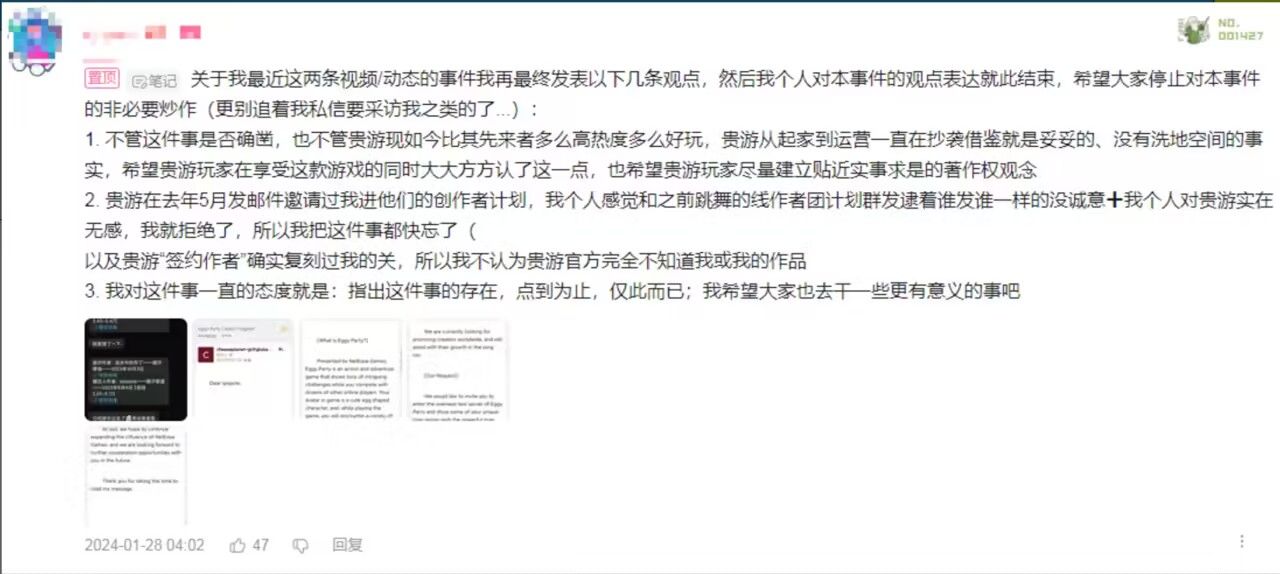 NO.
001427
置顶 笔记 关于我最近这两条视频/动态的事件我再最终发表以下几条观点，然后我个人对本事件的观点表达就此结束，希望大家停止对本事件
的非必要炒作（更别追着我私信要采访我之类的了...）：
1. 不管这件事是否确凿，也不管贵游现如今比其先来者多么高热度多么好玩，贵游从起家到运营一直在抄袭借鉴就是妥妥的、没有洗地空间的事
实，希望贵游玩家在享受这款游戏的同时大大方方认了这一点，也希望贵游玩家尽量建立贴近实事求是的著作权观念
2. 贵游在去年5月发邮件邀请过我进他们的创作者计划，我个人感觉和之前跳舞的线作者团计划群发逮着谁发谁一样的没诚意➕我个人对贵游实在
无感，我就拒绝了，所以我把这件事都快忘了（
以及贵游“签约作者”确实复刻过我的关，所以我不认为贵游官方完全不知道我或我的作品
3. 我对这件事一直的态度就是：指出这件事的存在，点到为止，仅此而已；我希望大家也去干一些更有意义的事吧
[What is Eggy Party?]
Presented by NetEase Games,
Eggy Party is an action and adventure
game that shows tons of intriguing
challenges while you compete with
dozens of other online players. Your
Avatar in game is a cute egg shaped
character, and, while playing the
game, you will encounter a variety of
We are currently looking for
promising creators worldwide, and will
assist with their growth in the long
run.
[Our Request]
We would like to invite you to
enter the overseas test server of Eggy
Party and show some of your unique
At last, we hope to continue
expanding the influence of NetEase
Games, and we are looking forward to
further cooperation opportunities with
you in the future.
Thank you for taking the time to
read my message.
2024-01-28 04:02 47 回复